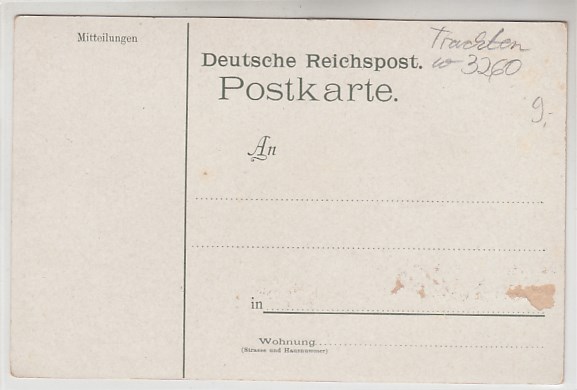 Mitteilungen
Trachten
w 3260
Deutsche Reichspost.
Postkarte.
9.-
An
in
Wohnung
(Strasse und Hausnummer)